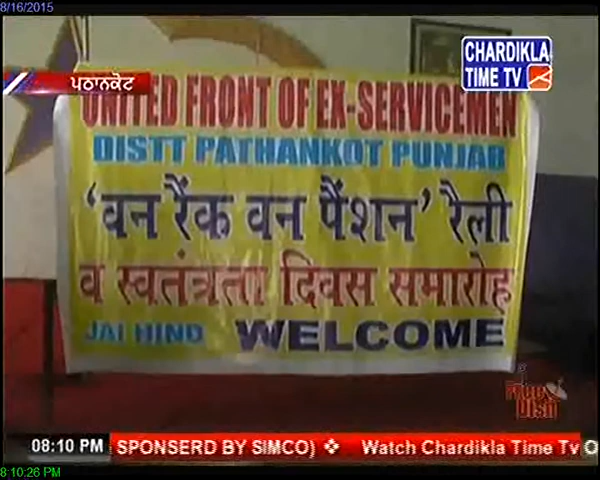 8/16/2015
CHARDIKLA
TIME TV
ਪਠਾਨਕੋਟ
UNITED FRONT OF EX-SERVICEMEN
DISTT PATHANKOT PUNJAB
‘वन रैंक वन पैंशन’ रैली
व स्वतंत्रता दिवस समारोह
JAI HIND WELCOME
Free
Dish
08:10 PM SPONSERD BY SIMCO) ❖ Watch Chardikla Time Tv O
8:10:26 PM